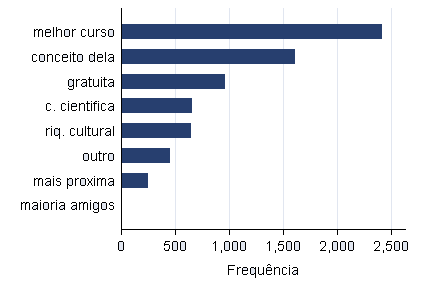 melhor curso
conceito dela
gratuita
c. cientifica
riq. cultural
outro
mais proxima
maioria amigos
0 500 1,000 1,500 2,000 2,500
Frequência